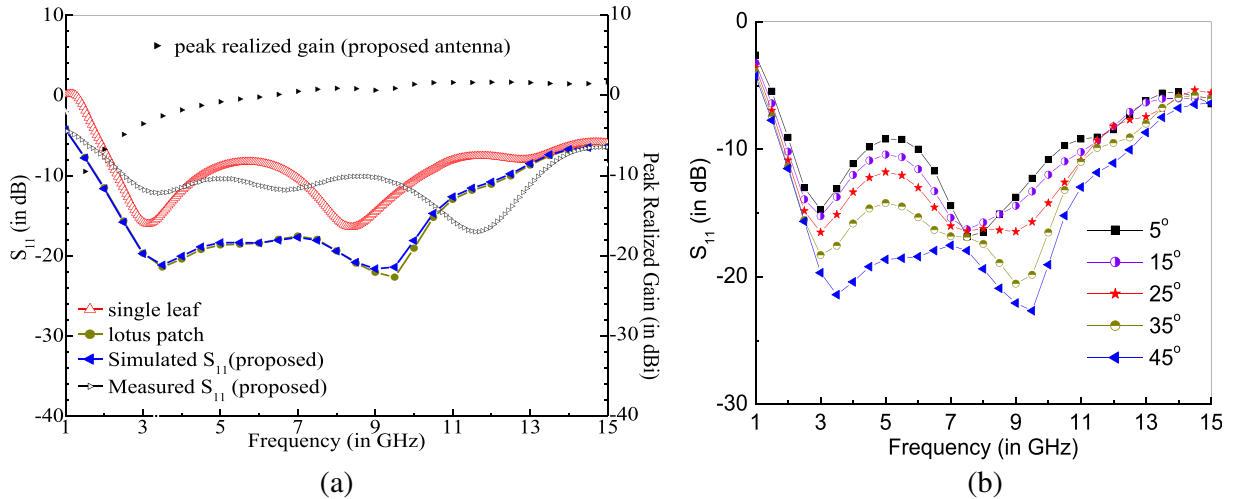 10
0
-10
-20
-30
-40
S₁₁ (in dB)
1 3 5 7 9 11 13 15
Frequency (in GHz)
10
0
-10
-20
-30
-40
Peak Realized Gain (in dBi)
peak realized gain (proposed antenna)
single leaf
lotus patch
Simulated S₁₁(proposed)
Measured S₁₁(proposed)
(a)
0
-10
-20
-30
S₁₁ (in dB)
1 3 5 7 9 11 13 15
Frequency (in GHz)
5°
15°
25°
35°
45°
(b)